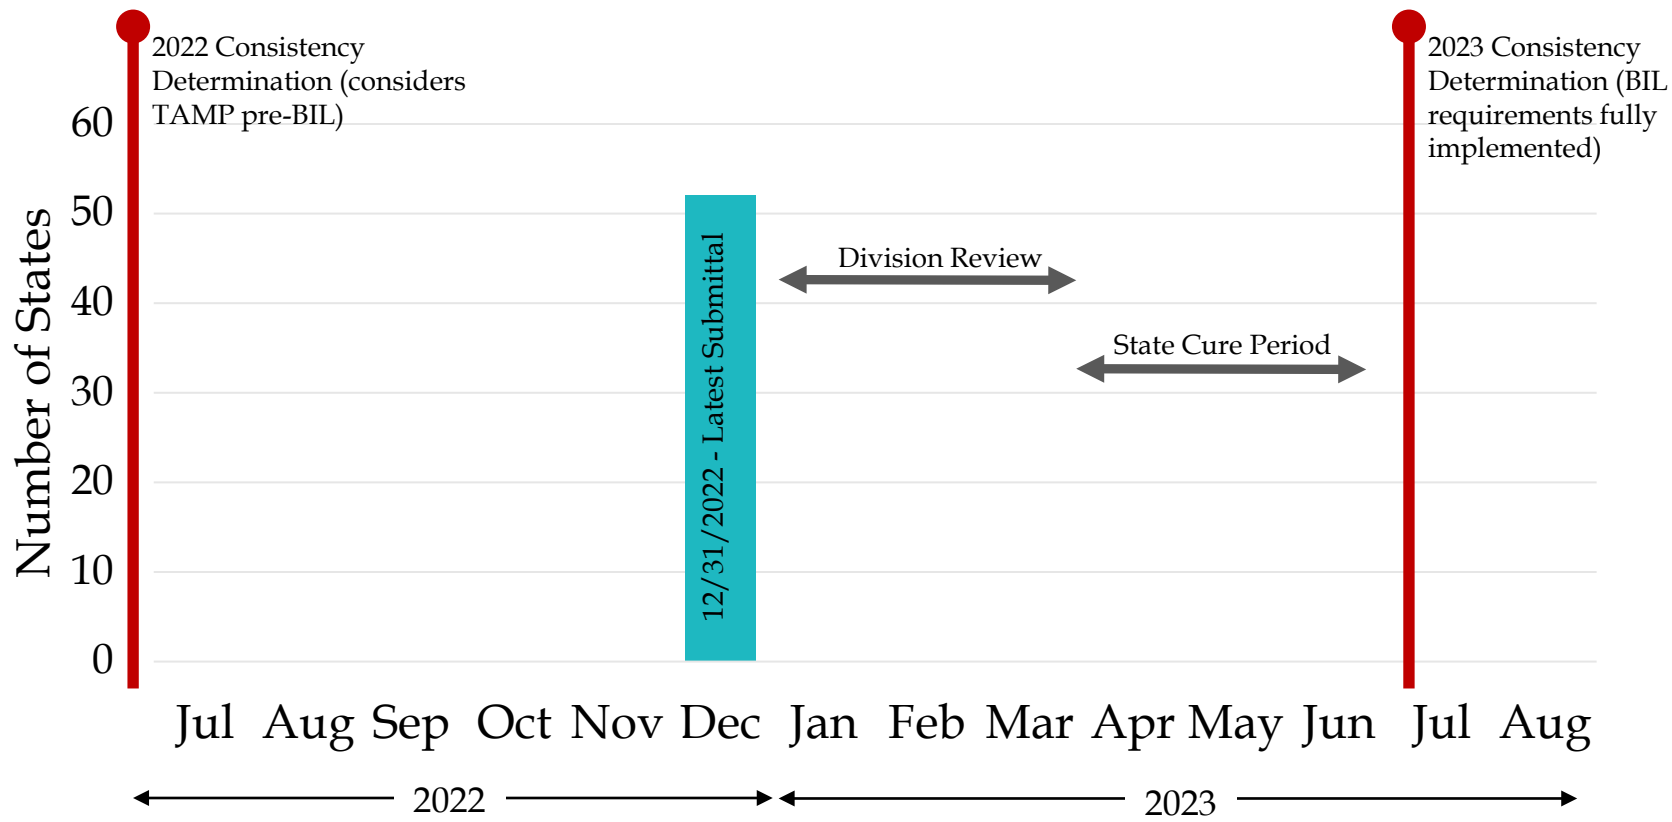 2022 Consistency
Determination (considers
TAMP pre-BIL)
2023 Consistency
Determination (BIL
requirements fully
implemented)
Number of States
60
50
40
30
20
10
0
12/31/2022 - Latest Submittal
Division Review
State Cure Period
Jul Aug Sep Oct Nov Dec Jan Feb Mar Apr May Jun Jul Aug
2022 2023